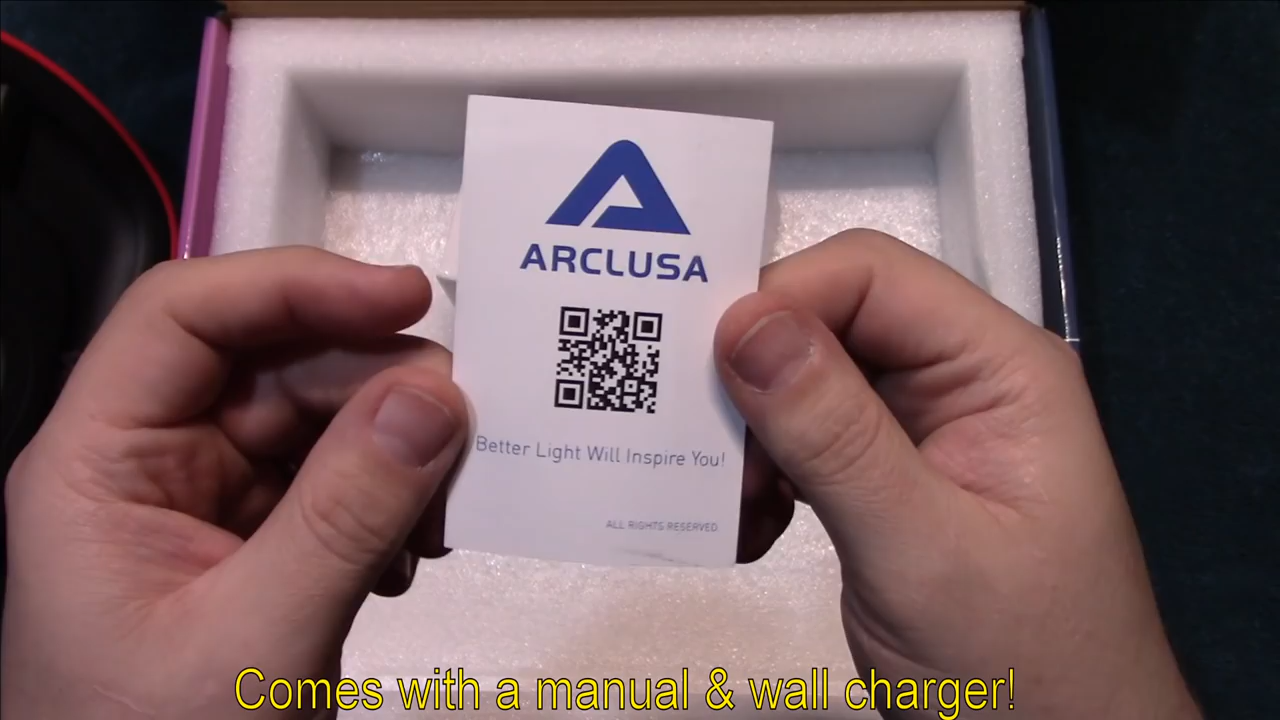 ARCLUSA
Better Light Will Inspire You!
ALL RIGHTS RESERVED
Comes with a manual & wall charger!